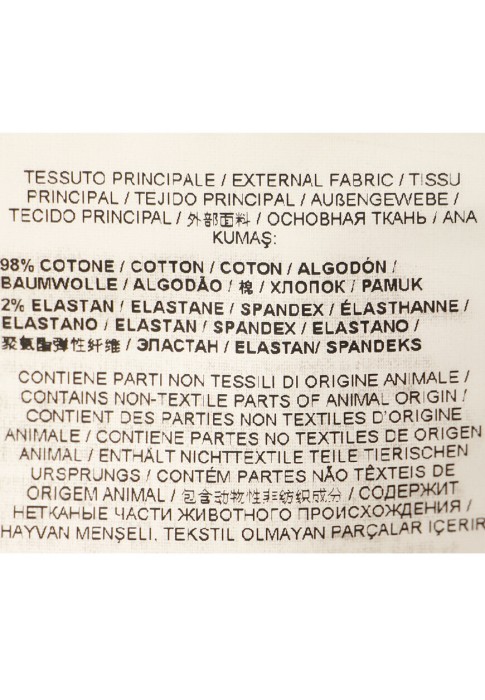 TESSUTO PRINCIPALE / EXTERNAL FABRIC / TISSU
PRINCIPAL / TEJIDO PRINCIPAL / AUßENGEWEBE /
TECIDO PRINCIPAL / 外部面料 / ОСНОВНАЯ ТКАНЬ / ANA
KUMAŞ:
98% COTONE / COTTON / COTON / ALGODÓN /
BAUMWOLLE / ALGODÃO / 棉 / ХЛОПОК / PAMUK
2% ELASTAN / ELASTANE / SPANDEX / ÉLASTHANNE /
ELASTANO / ELASTAN / SPANDEX / ELASTANO /
聚氨酯弹性纤维 / ЭЛАСТАН / ELASTAN/ SPANDEKS
CONTIENE PARTI NON TESSILI DI ORIGINE ANIMALE /
CONTAINS NON-TEXTILE PARTS OF ANIMAL ORIGIN /
CONTIENT DES PARTIES NON TEXTILES D'ORIGINE
ANIMALE / CONTIENE PARTES NO TEXTILES DE ORIGEN
ANIMAL / ENTHÄLT NICHTTEXTILE TEILE TIERISCHEN
URSPRUNGS / CONTÉM PARTES NÃO TÊXTEIS DE
ORIGEM ANIMAL / 包含动物性非纺织成分 / СОДЕРЖИТ
НЕТКАНЫЕ ЧАСТИ ЖИВОТНОГО ПРОИСХОЖДЕНИЯ /
HAYVAN MENŞELİ, TEKSTIL OLMAYAN PARÇALAR IÇERIR